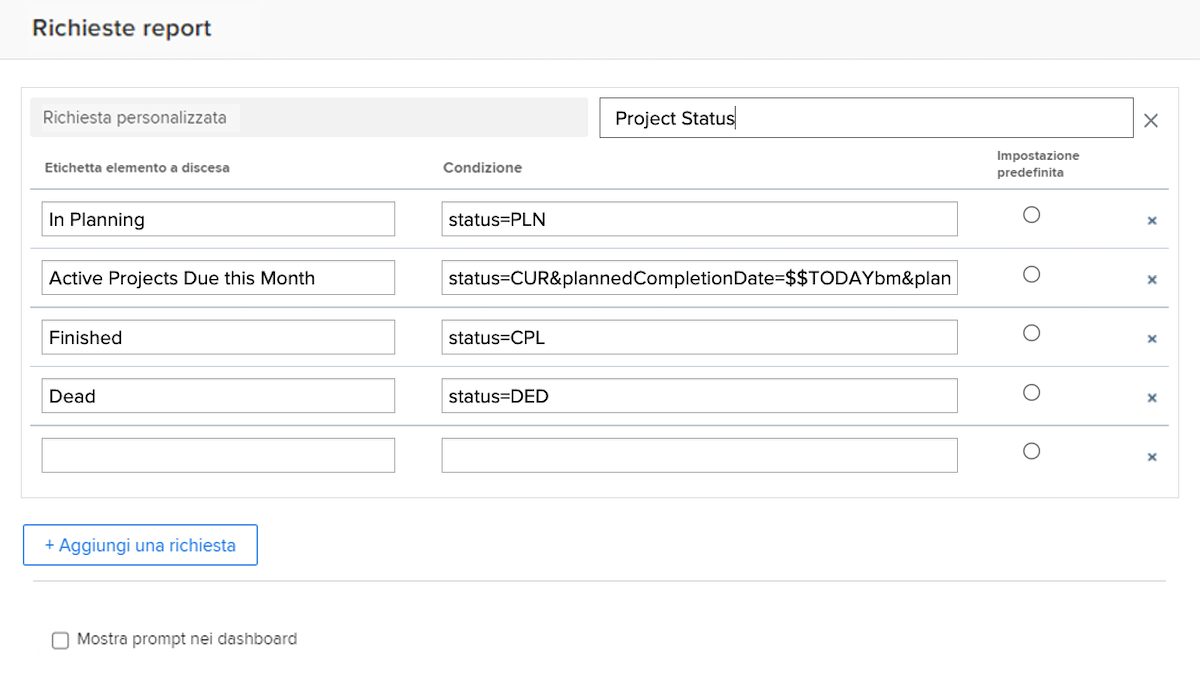 Richieste report
Richiesta personalizzata
Project Status
Etichetta elemento a discesa
Condizione
Impostazione
predefinita
In Planning
status=PLN
Active Projects Due this Month
status=CUR&plannedCompletionDate=$$TODAYbm&plan
Finished
status=CPL
Dead
status=DED
+ Aggiungi una richiesta
Mostra prompt nei dashboard